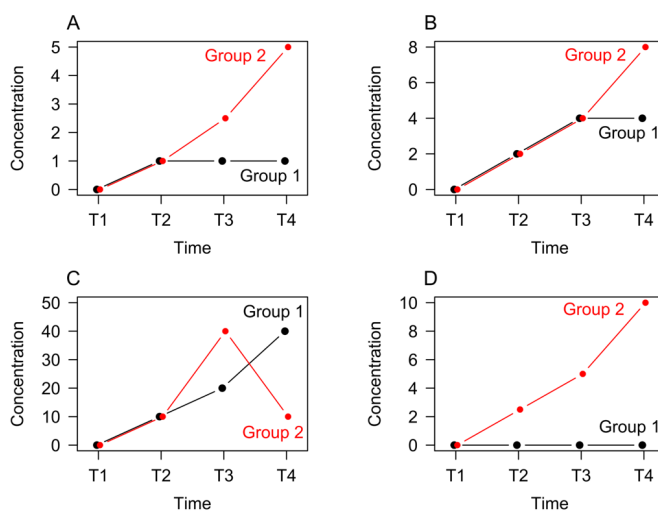 A
Concentration
5
4
3
2
1
0
Group 2
Group 1
T1 T2 T3 T4
Time
B
Concentration
8
6
4
2
0
Group 2
Group 1
T1 T2 T3 T4
Time
C
Concentration
50
40
30
20
10
0
Group 1
Group 2
T1 T2 T3 T4
Time
D
Concentration
10
8
6
4
2
0
Group 2
Group 1
T1 T2 T3 T4
Time